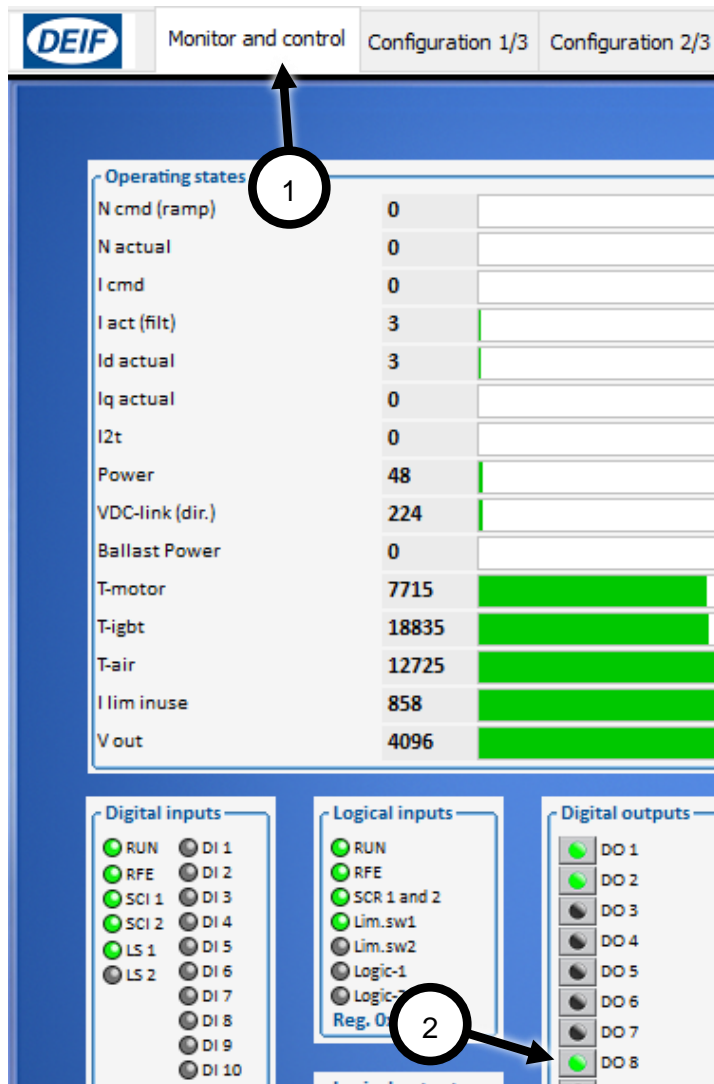 DEIF
Monitor and control
Configuration 1/3
Configuration 2/3
1
Operating states
N cmd (ramp) 0
N actual 0
I cmd 0
I act (filt) 3
Id actual 3
Iq actual 0
I2t 0
Power 48
VDC-link (dir.) 224
Ballast Power 0
T-motor 7715
T-igbt 18835
T-air 12725
I lim inuse 858
V out 4096
Digital inputs
RUN DI 1
RFE DI 2
SCI 1 DI 3
SCI 2 DI 4
LS 1 DI 5
LS 2 DI 6
DI 7
DI 8
DI 9
DI 10
Logical inputs
RUN
RFE
SCR 1 and 2
Lim.sw1
Lim.sw2
Logic-1
Logic-
Reg.
2
Digital outputs
DO 1
DO 2
DO 3
DO 4
DO 5
DO 6
DO 7
DO 8